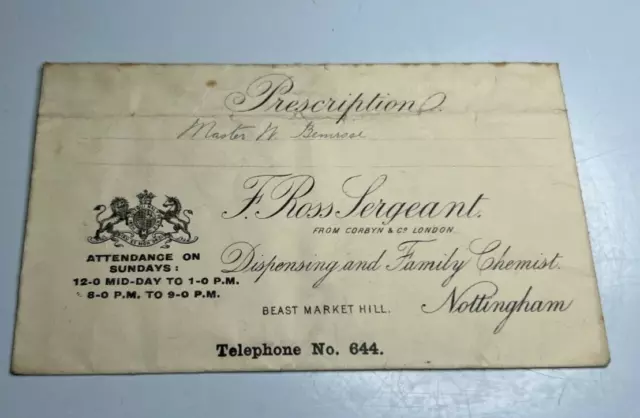 Prescription.
Master W. Bemrose
F. Ross Sergeant.
FROM CORBYN & Co LONDON.
ATTENDANCE ON
SUNDAYS:
12-0 MID-DAY TO 1-0 P.M.
8-0 P.M. TO 9-0 P.M.
Dispensing and Family Chemist.
BEAST MARKET HILL.
Nottingham
Telephone No. 644.